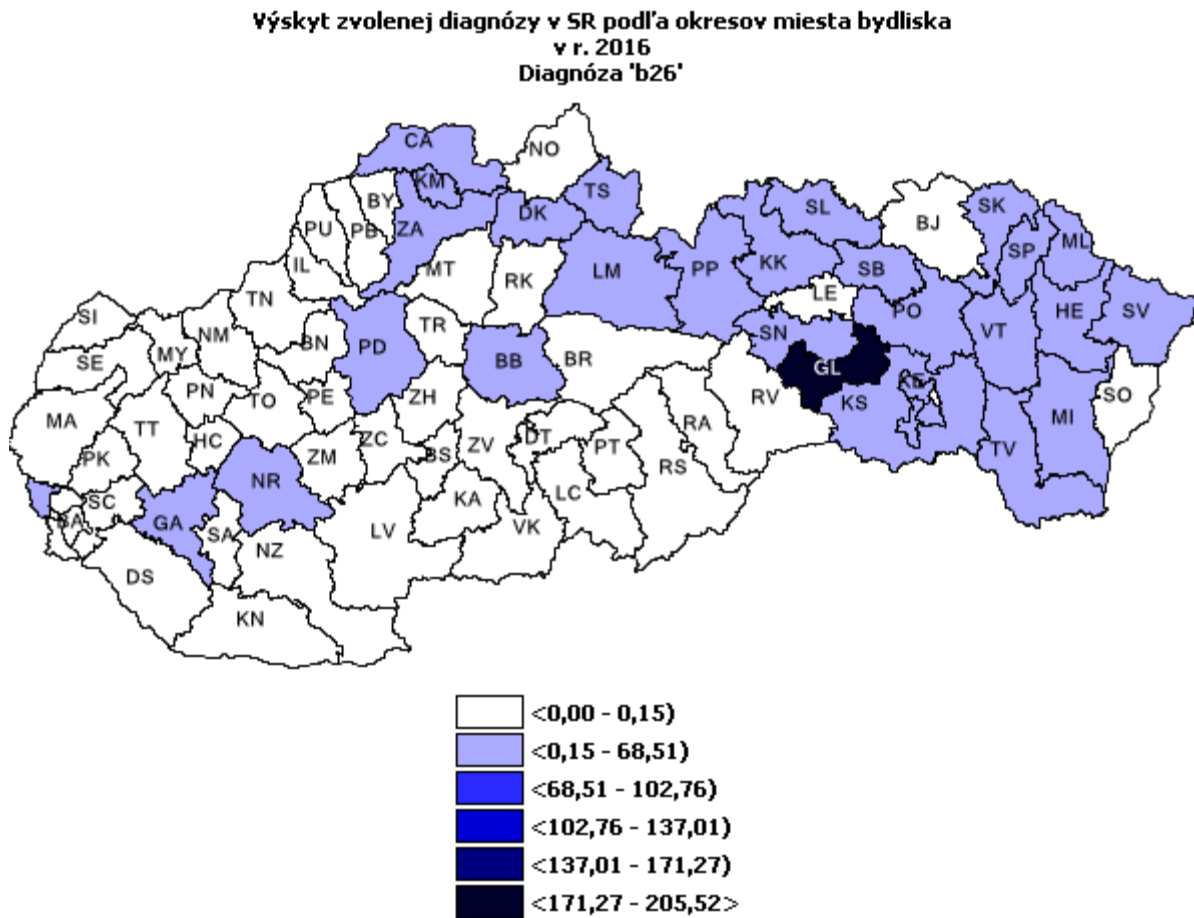 Výskyt zvolenej diagnózy v SR podľa okresov miesta bydliska
v r. 2016
Diagnóza 'b26'
CA
NO
KM
TS
BY
DK
SL
SK
PU
PB
ZA
BJ
ML
SP
IL
MT
RK
LM
PP
KK
SB
TN
LE
PO
HE
SV
SI
NM
BN
TR
SN
VT
SE
MY
PD
BB
BR
GL
KE
PN
TO
PE
ZH
RV
KS
SO
MA
TT
HC
ZM
ZC
BS
ZV
DT
PT
RA
MI
PK
NR
RS
TV
SC
GA
SA
KA
LC
BA
NZ
LV
VK
DS
KN
<0,00 - 0,15)
<0,15 - 68,51)
<68,51 - 102,76)
<102,76 - 137,01)
<137,01 - 171,27)
<171,27 - 205,52>